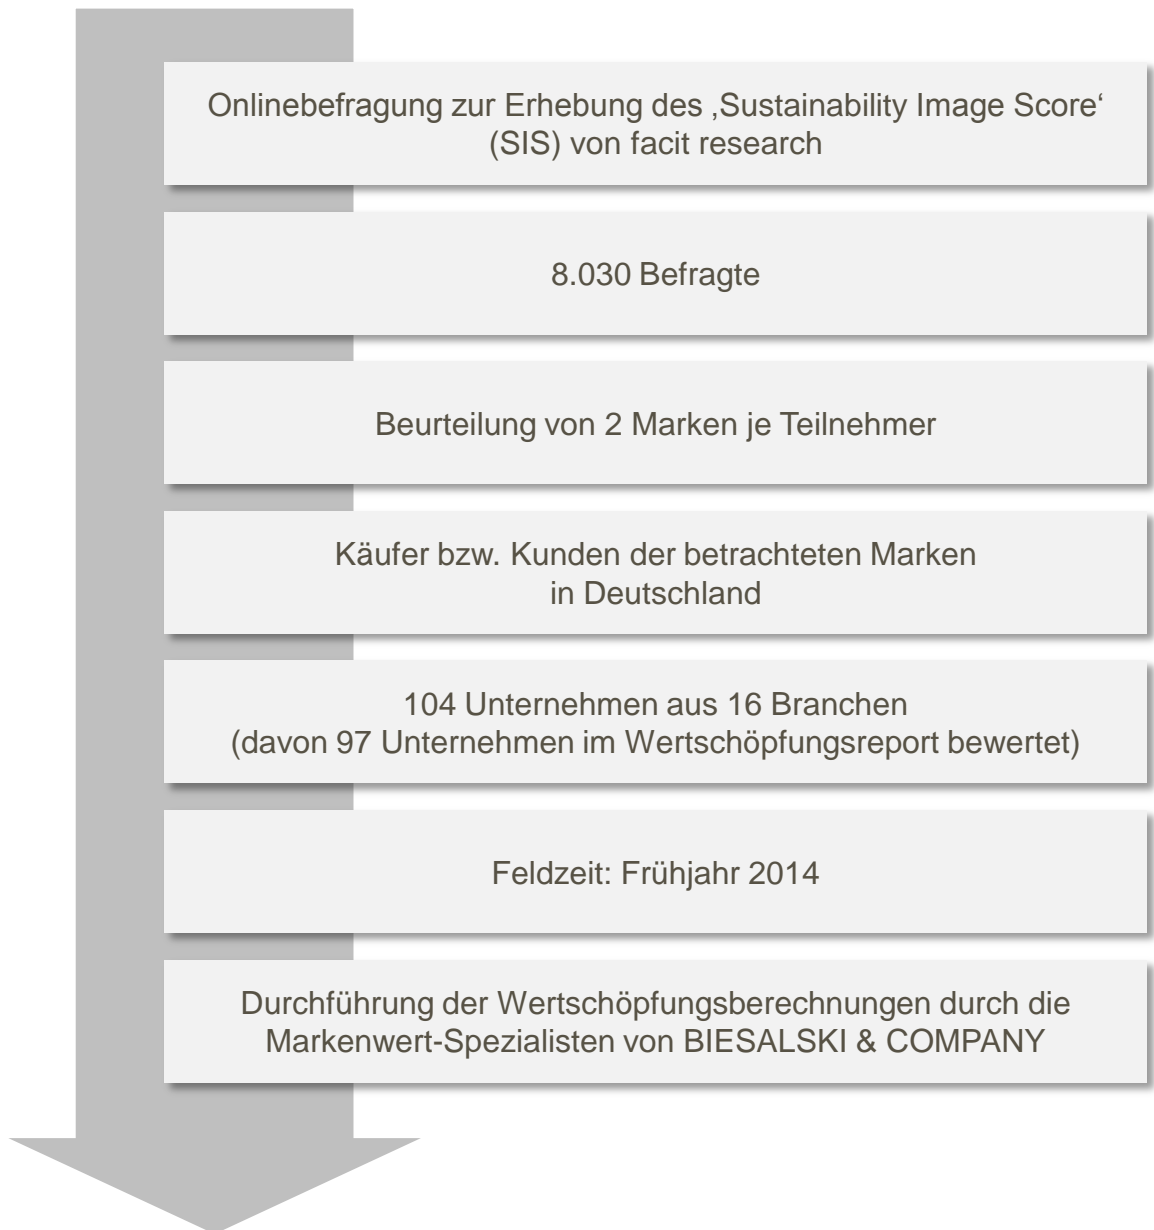 Onlinebefragung zur Erhebung des ‚Sustainability Image Score‘
(SIS) von facit research
8.030 Befragte
Beurteilung von 2 Marken je Teilnehmer
Käufer bzw. Kunden der betrachteten Marken
in Deutschland
104 Unternehmen aus 16 Branchen
(davon 97 Unternehmen im Wertschöpfungsreport bewertet)
Feldzeit: Frühjahr 2014
Durchführung der Wertschöpfungsberechnungen durch die
Markenwert-Spezialisten von BIESALSKI & COMPANY